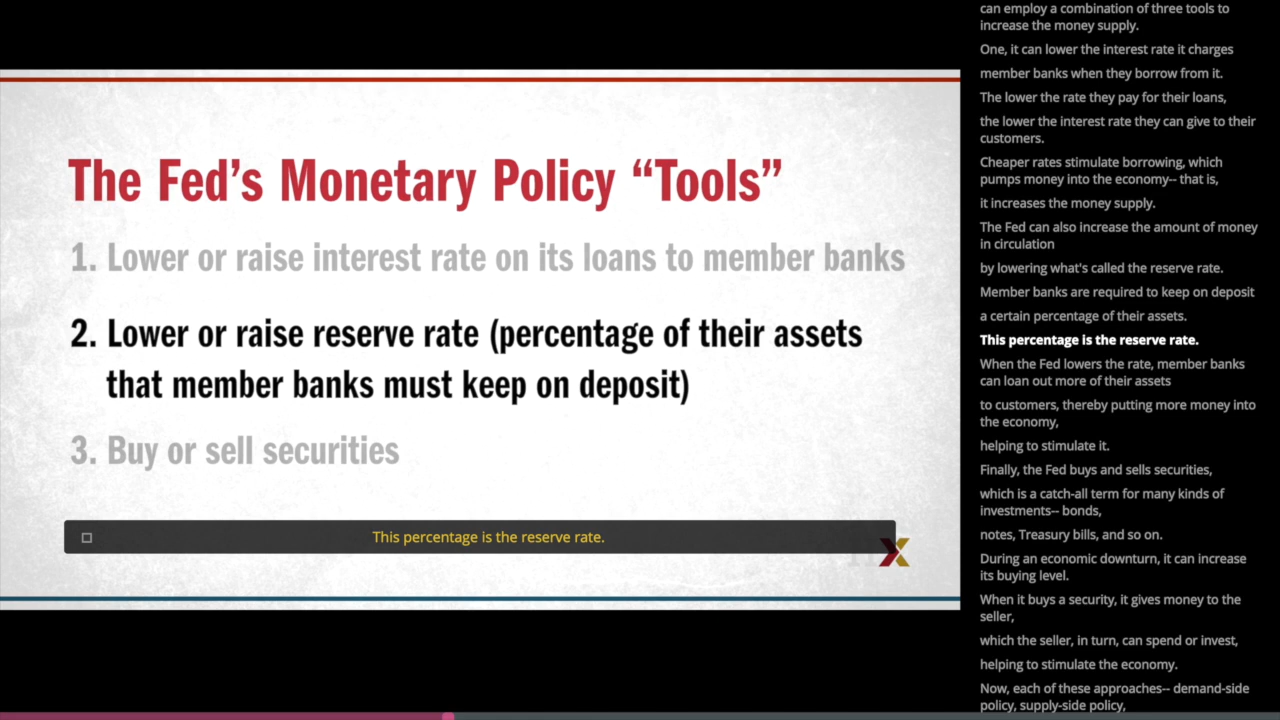 The Fed's Monetary Policy “Tools”
1. Lower or raise interest rate on its loans to member banks
2. Lower or raise reserve rate (percentage of their assets
that member banks must keep on deposit)
3. Buy or sell securities
This percentage is the reserve rate.
can employ a combination of three tools to
increase the money supply.
One, it can lower the interest rate it charges
member banks when they borrow from it.
The lower the rate they pay for their loans,
the lower the interest rate they can give to their
customers.
Cheaper rates stimulate borrowing, which
pumps money into the economy-- that is,
it increases the money supply.
The Fed can also increase the amount of money
in circulation
by lowering what's called the reserve rate.
Member banks are required to keep on deposit
a certain percentage of their assets.
This percentage is the reserve rate.
When the Fed lowers the rate, member banks
can loan out more of their assets
to customers, thereby putting more money into
the economy,
helping to stimulate it.
Finally, the Fed buys and sells securities,
which is a catch-all term for many kinds of
investments-- bonds,
notes, Treasury bills, and so on.
During an economic downturn, it can increase
its buying level.
When it buys a security, it gives money to the
seller,
which the seller, in turn, can spend or invest,
helping to stimulate the economy.
Now, each of these approaches-- demand-side
policy, supply-side policy,